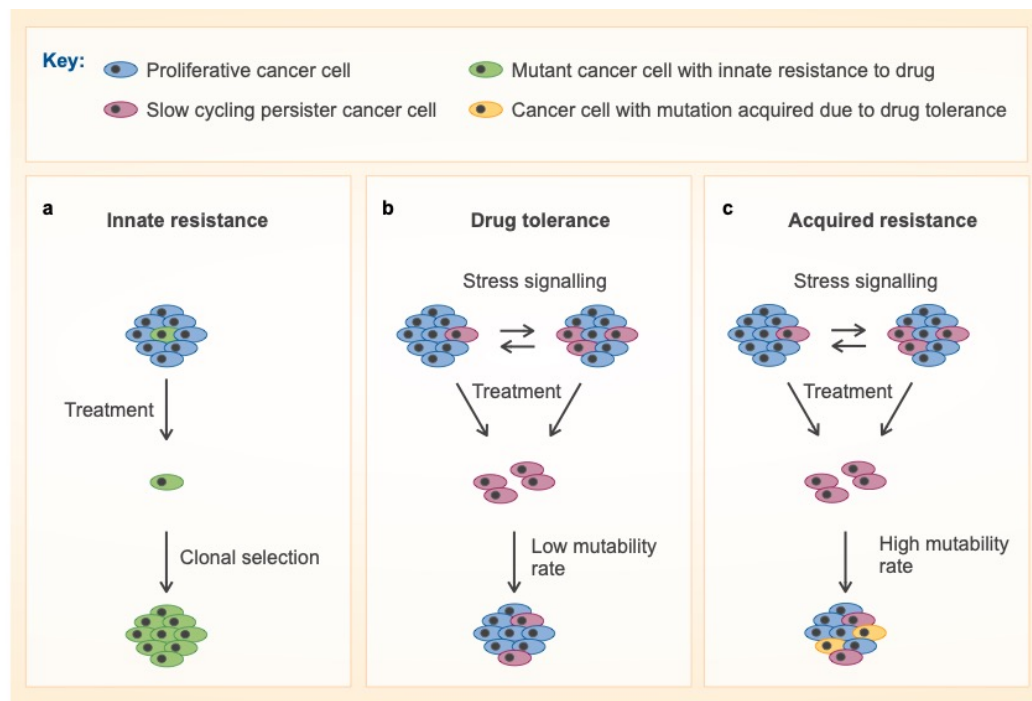 Key:
Proliferative cancer cell
Mutant cancer cell with innate resistance to drug
Slow cycling persister cancer cell
Cancer cell with mutation acquired due to drug tolerance
a
Innate resistance
Treatment
Clonal selection
b
Drug tolerance
Stress signalling
Treatment
Low mutability
rate
c
Acquired resistance
Stress signalling
Treatment
High mutability
rate